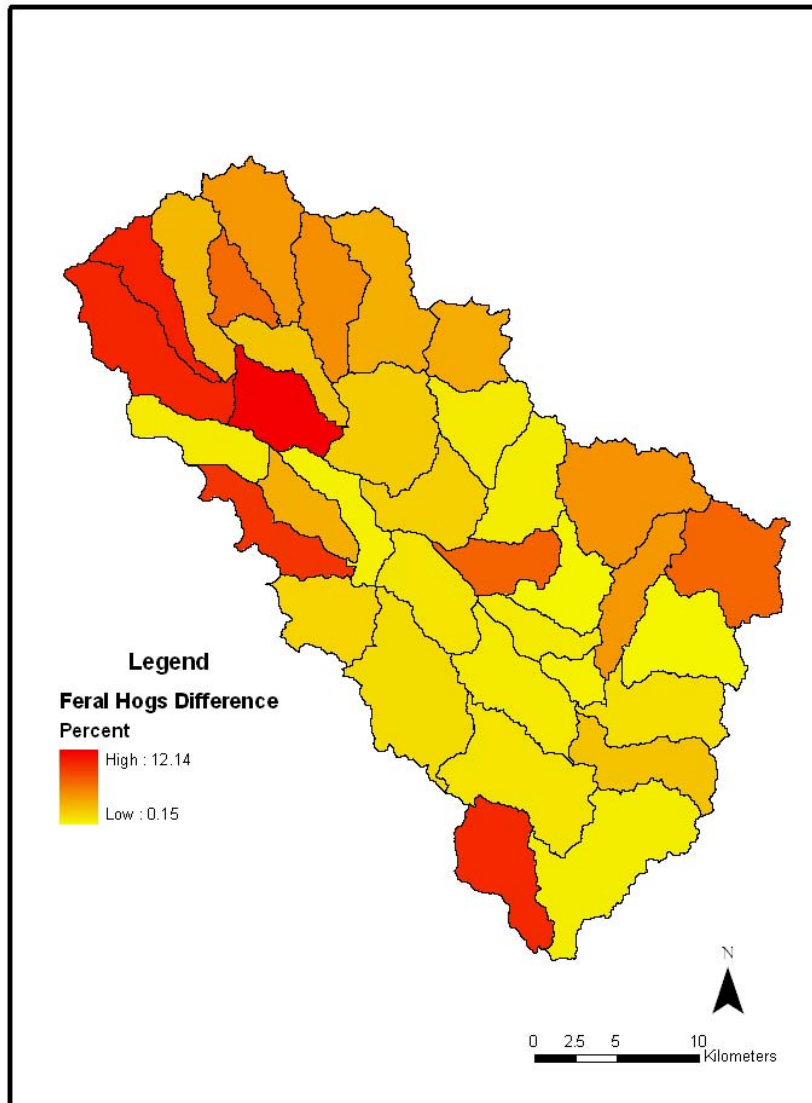 Legend
Feral Hogs Difference
Percent
High : 12.14
Low : 0.15
N
0 2.5 5 10
Kilometers